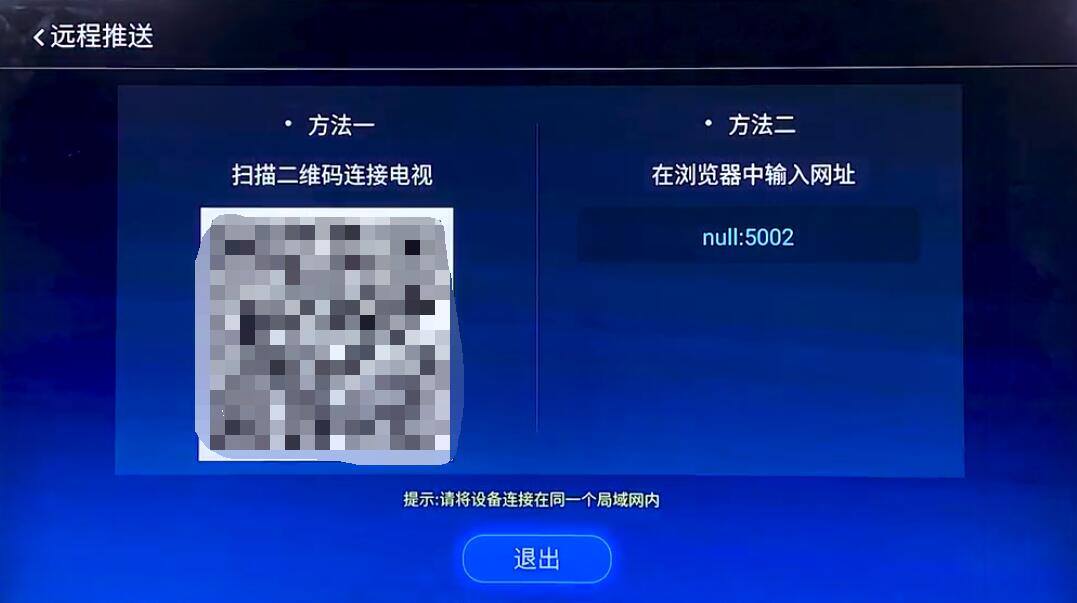 远程推送
· 方法一
扫描二维码连接电视
· 方法二
在浏览器中输入网址
null:5002
提示:请将设备连接在同一个局域网内
退出